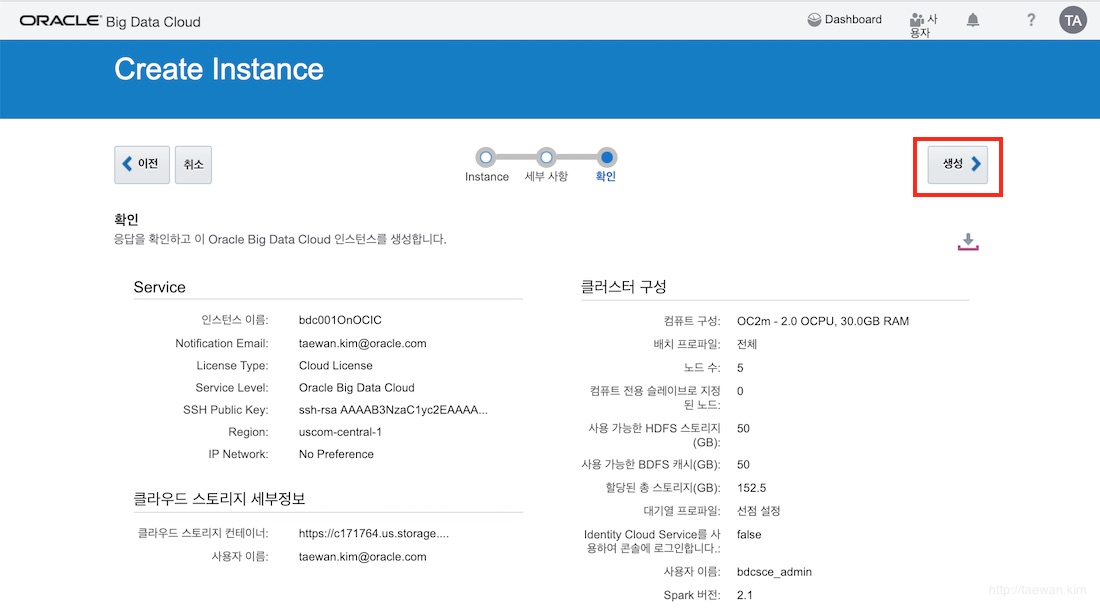 ORACLE® Big Data Cloud
Dashboard
사
용자
?
TA
Create Instance
이전
취소
Instance
세부 사항
확인
생성
확인
응답을 확인하고 이 Oracle Big Data Cloud 인스턴스를 생성합니다.
Service
인스턴스 이름: bdc001OnOCIC
Notification Email: taewan.kim@oracle.com
License Type: Cloud License
Service Level: Oracle Big Data Cloud
SSH Public Key: ssh-rsa AAAAB3NzaC1yc2EAAAA...
Region: uscom-central-1
IP Network: No Preference
클라우드 스토리지 세부정보
클라우드 스토리지 컨테이너: https://c171764.us.storage....
사용자 이름: taewan.kim@oracle.com
클러스터 구성
컴퓨트 구성: OC2m - 2.0 OCPU, 30.0GB RAM
배치 프로파일: 전체
노드 수: 5
컴퓨트 전용 슬레이브로 지정 0
된 노드:
사용 가능한 HDFS 스토리지 50
(GB):
사용 가능한 BDFS 캐시(GB): 50
할당된 총 스토리지(GB): 152.5
대기열 프로파일: 선점 설정
Identity Cloud Service를 사 false
용하여 콘솔에 로그인합니다.:
사용자 이름: bdcsce_admin
Spark 버전: 2.1
http://taewan.kim